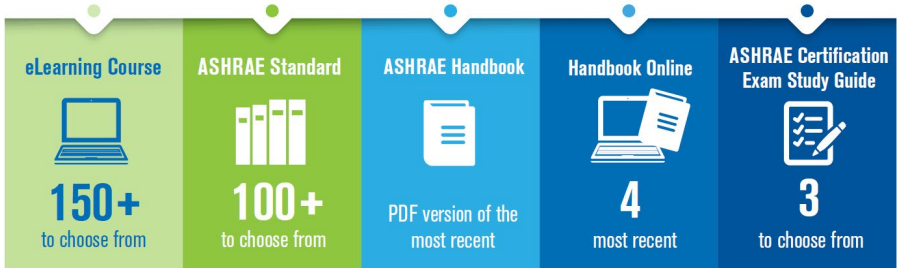 eLearning Course
150+
to choose from
ASHRAE Standard
100+
to choose from
ASHRAE Handbook
PDF version of the
most recent
Handbook Online
4
most recent
ASHRAE Certification
Exam Study Guide
3
to choose from